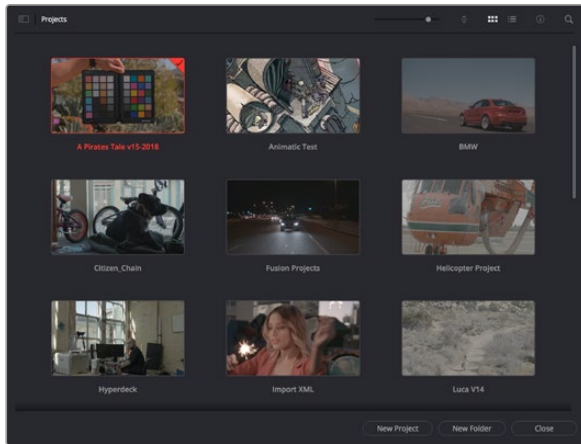 Projects
A Pirates Tale v15-2018
Animatic Test
BMW
Citizen_Chain
Fusion Projects
Helicopter Project
Hyperdeck
Import XML
Luca V14
New Project
New Folder
Close